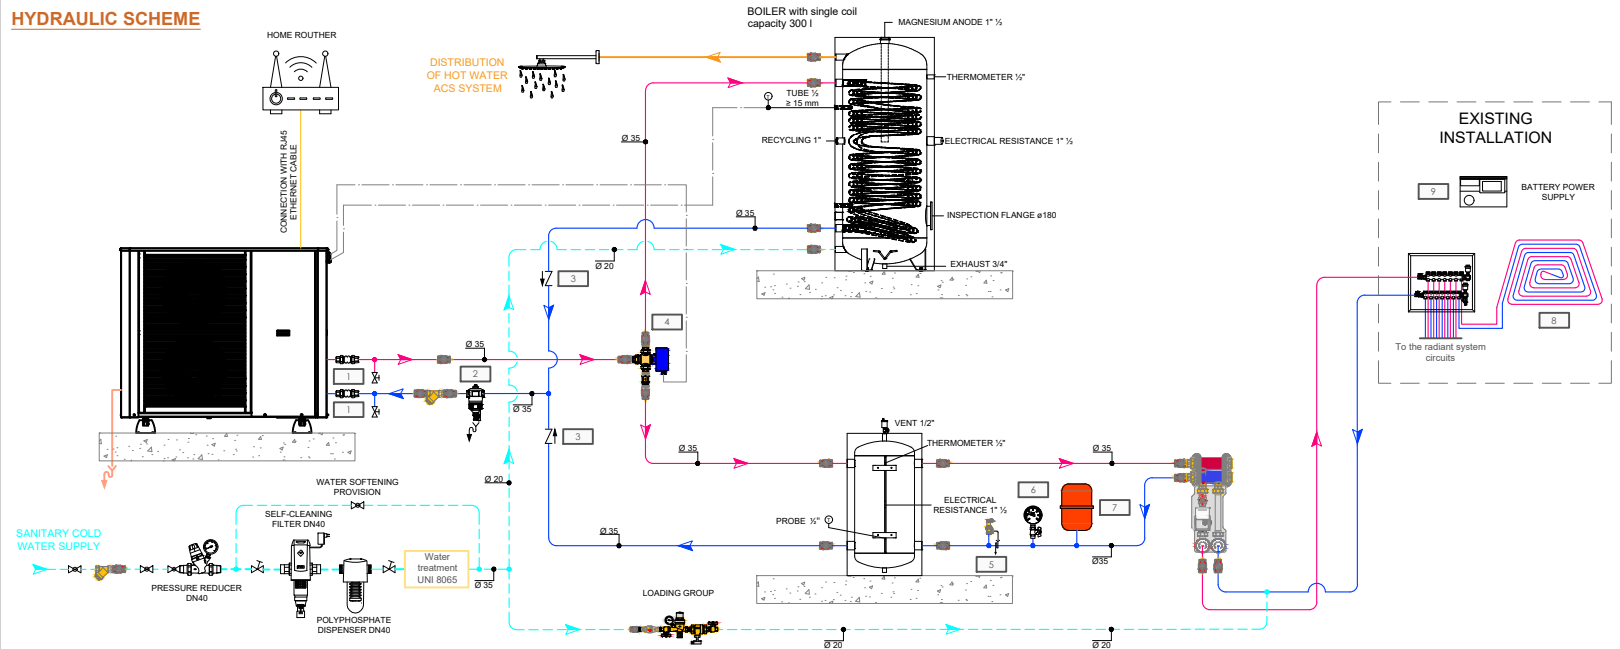 HYDRAULIC SCHEME
HOME ROUTHER
CONNECTION WITH RJ45
ETHERNET CABLE
DISTRIBUTION
OF HOT WATER
ACS SYSTEM
BOILER with single coil
capacity 300 l
MAGNESIUM ANODE 1" ½
THERMOMETER ½"
T
TUBE ½
≥ 15 mm
RECYCLING 1"
ELECTRICAL RESISTANCE 1" ½
INSPECTION FLANGE ø180
EXHAUST 3/4"
Ø 35
Ø 35
Ø 20
3
4
Ø 35
2
1
1
Ø 35
3
Ø 20
EXISTING
INSTALLATION
9
BATTERY POWER
SUPPLY
8
To the radiant system
circuits
VENT 1/2"
THERMOMETER ½"
Ø 35
Ø 35
ELECTRICAL
RESISTANCE 1" ½
PROBE ½"
T
6
7
5
Ø 35
Ø35
WATER SOFTENING
PROVISION
SELF-CLEANING
FILTER DN40
SANITARY COLD
WATER SUPPLY
PRESSURE REDUCER
DN40
POLYPHOSPHATE
DISPENSER DN40
Water
treatment
UNI 8065
Ø 35
LOADING GROUP
Ø 20
Ø 20